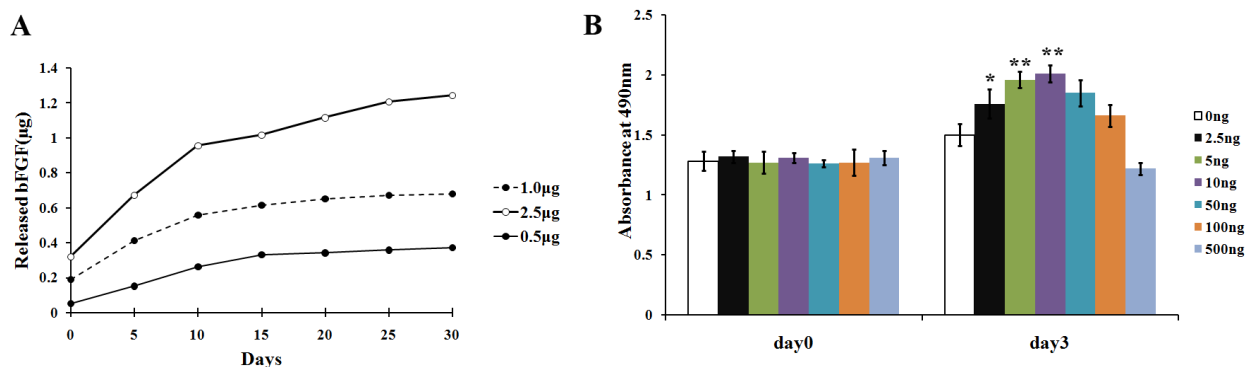 A
Released bFGF(µg)
1.4
1.2
1
0.8
0.6
0.4
0.2
0
0 5 10 15 20 25 30
Days
1.0µg
2.5µg
0.5µg
B
Absorbance at 490nm
2.5
2
1.5
1
0.5
0
* ** **
day0 day3
0ng
2.5ng
5ng
10ng
50ng
100ng
500ng